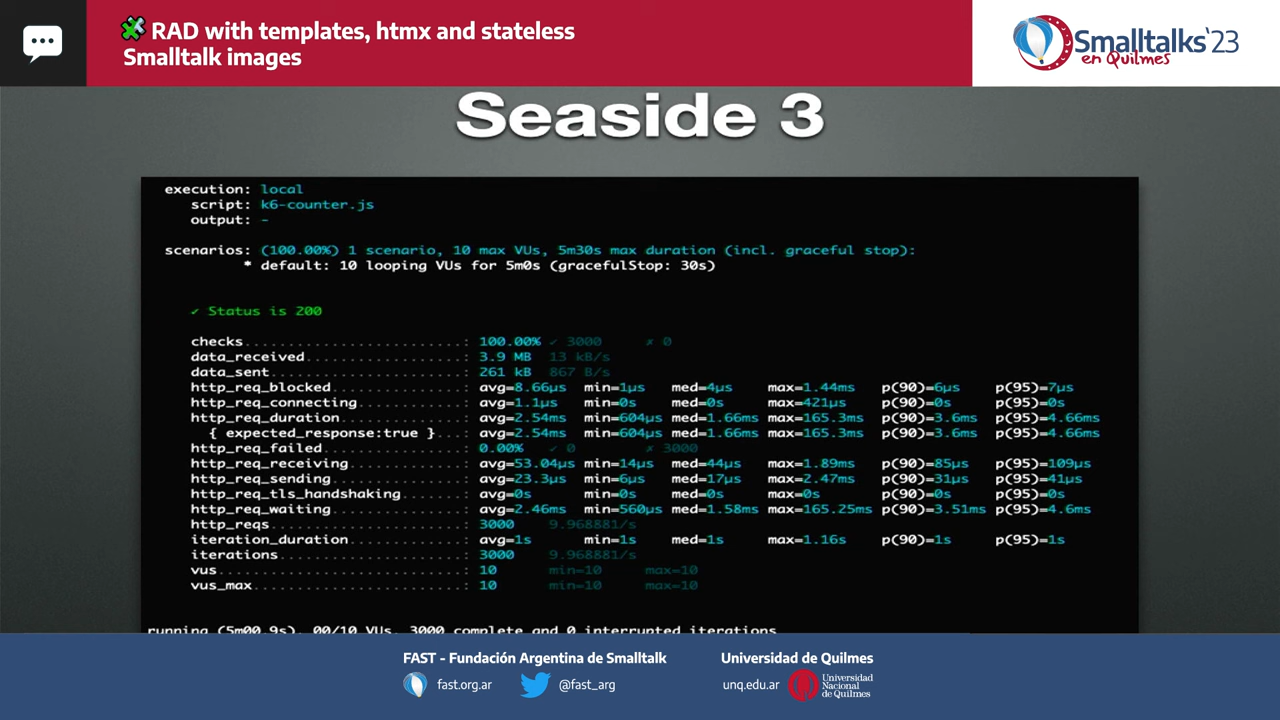 RAD with templates, htmx and stateless
Smalltalk images
Smalltalks'23
en Quilmes
Seaside 3
execution: local
script: k6-counter.js
output: -
scenarios: (100.00%) 1 scenario, 10 max VUs, 5m30s max duration (incl. graceful stop):
* default: 10 looping VUs for 5m0s (gracefulStop: 30s)
✓ Status is 200
checks.........................: 100.00% ✓ 3000 ✗ 0
data_received..................: 3.9 MB 13 kB/s
data_sent......................: 261 kB 867 B/s
http_req_blocked...............: avg=8.66µs min=1µs med=4µs max=1.44ms p(90)=6µs p(95)=7µs
http_req_connecting............: avg=1.1µs min=0s med=0s max=421µs p(90)=0s p(95)=0s
http_req_duration..............: avg=2.54ms min=604µs med=1.66ms max=165.3ms p(90)=3.6ms p(95)=4.66ms
{ expected_response:true }...: avg=2.54ms min=604µs med=1.66ms max=165.3ms p(90)=3.6ms p(95)=4.66ms
http_req_failed................: 0.00% ✓ 0 ✗ 3000
http_req_receiving.............: avg=53.04µs min=14µs med=44µs max=1.89ms p(90)=85µs p(95)=109µs
http_req_sending...............: avg=23.3µs min=6µs med=17µs max=2.47ms p(90)=31µs p(95)=41µs
http_req_tls_handshaking.......: avg=0s min=0s med=0s max=0s p(90)=0s p(95)=0s
http_req_waiting...............: avg=2.46ms min=560µs med=1.58ms max=165.25ms p(90)=3.51ms p(95)=4.6ms
http_reqs......................: 3000 9.968881/s
iteration_duration.............: avg=1s min=1s med=1s max=1.16s p(90)=1s p(95)=1s
iterations.....................: 3000 9.968881/s
vus............................: 10 min=10 max=10
vus_max........................: 10 min=10 max=10
running (5m00.9s), 00/10 VUs, 3000 complete and 0 interrupted iterations
FAST - Fundación Argentina de Smalltalk
fast.org.ar
@fast_arg
Universidad de Quilmes
unq.edu.ar
Universidad
Nacional
de Quilmes